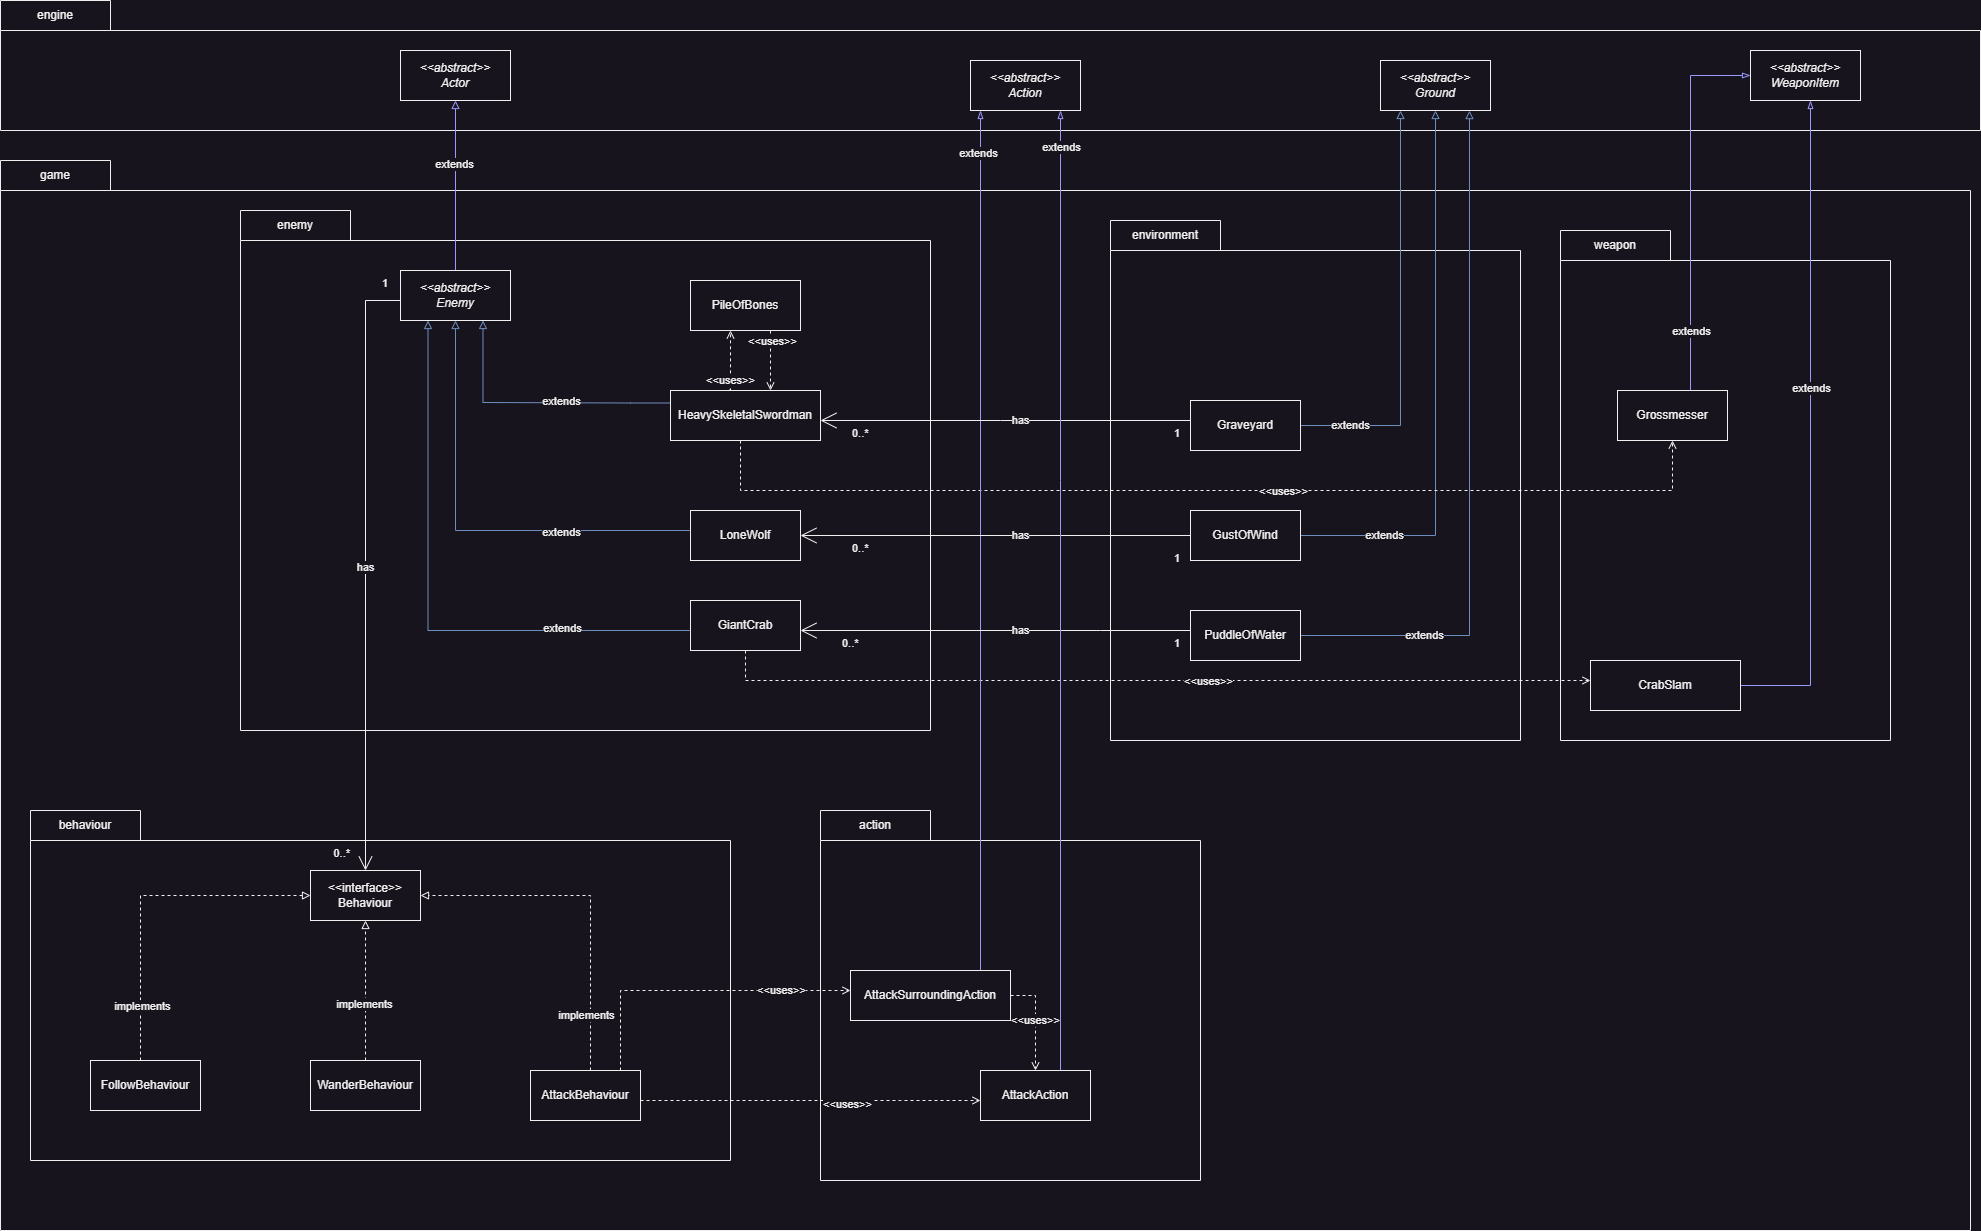 engine
<<abstract>>
Actor
<<abstract>>
Action
<<abstract>>
Ground
<<abstract>>
WeaponItem
extends
extends
extends
game
enemy
environment
weapon
1
<<abstract>>
Enemy
PileOfBones
<<uses>>
<<uses>>
extends
extends
extends
HeavySkeletalSwordman
0..*
has
1
Graveyard
extends
Grossmesser
<<uses>>
extends
LoneWolf
0..*
has
1
GustOfWind
extends
has
extends
GiantCrab
0..*
has
1
PuddleOfWater
extends
<<uses>>
CrabSlam
behaviour
action
0..*
<<interface>>
Behaviour
implements
implements
implements
<<uses>>
AttackSurroundingAction
<<uses>>
FollowBehaviour
WanderBehaviour
AttackBehaviour
<<uses>>
AttackAction